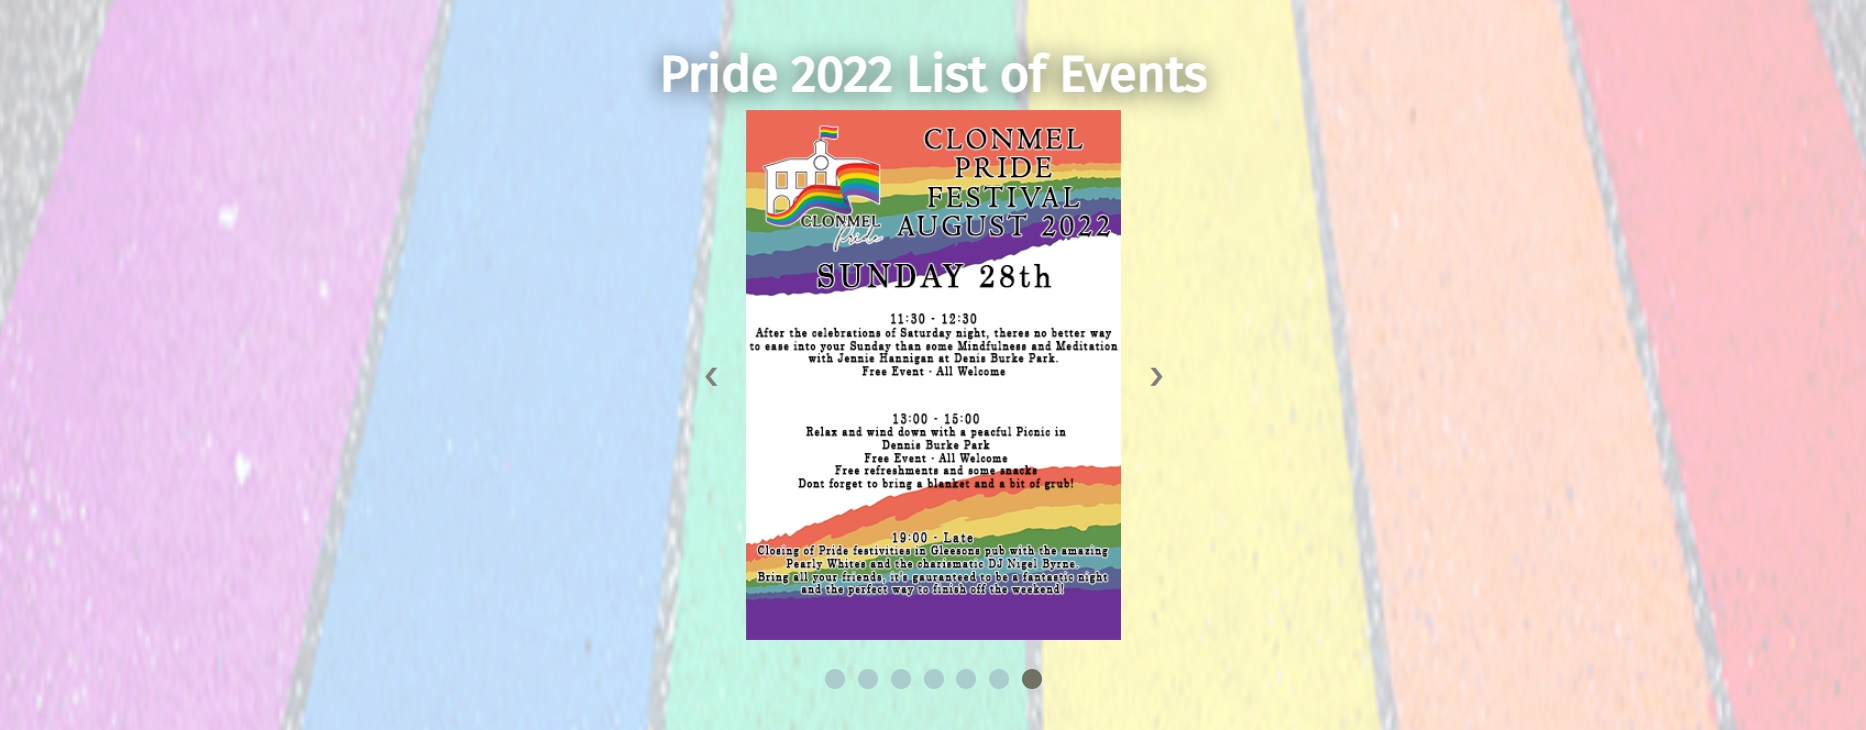 Pride 2022 List of Events
CLONMEL
PRIDE
FESTIVAL
AUGUST 2022
CLONMEL
Pride
SUNDAY 28th
11:30 - 12:30
After the celebrations of Saturday night, theres no better way
to ease into your Sunday than some Mindfulness and Meditation
with Jennie Hannigan at Denis Burke Park.
Free Event - All Welcome
13:00 - 15:00
Relax and wind down with a peacful Picnic in
Dennis Burke Park
Free Event - All Welcome
Free refreshments and some snacks
Dont forget to bring a blanket and a bit of grub!
19:00 - Late
Closing of Pride festivities in Gleesons pub with the amazing
Pearly Whites and the charismatic DJ Nigel Byrne.
Bring all your friends, it's gauranteed to be a fantastic night
and the perfect way to finish off the weekend!